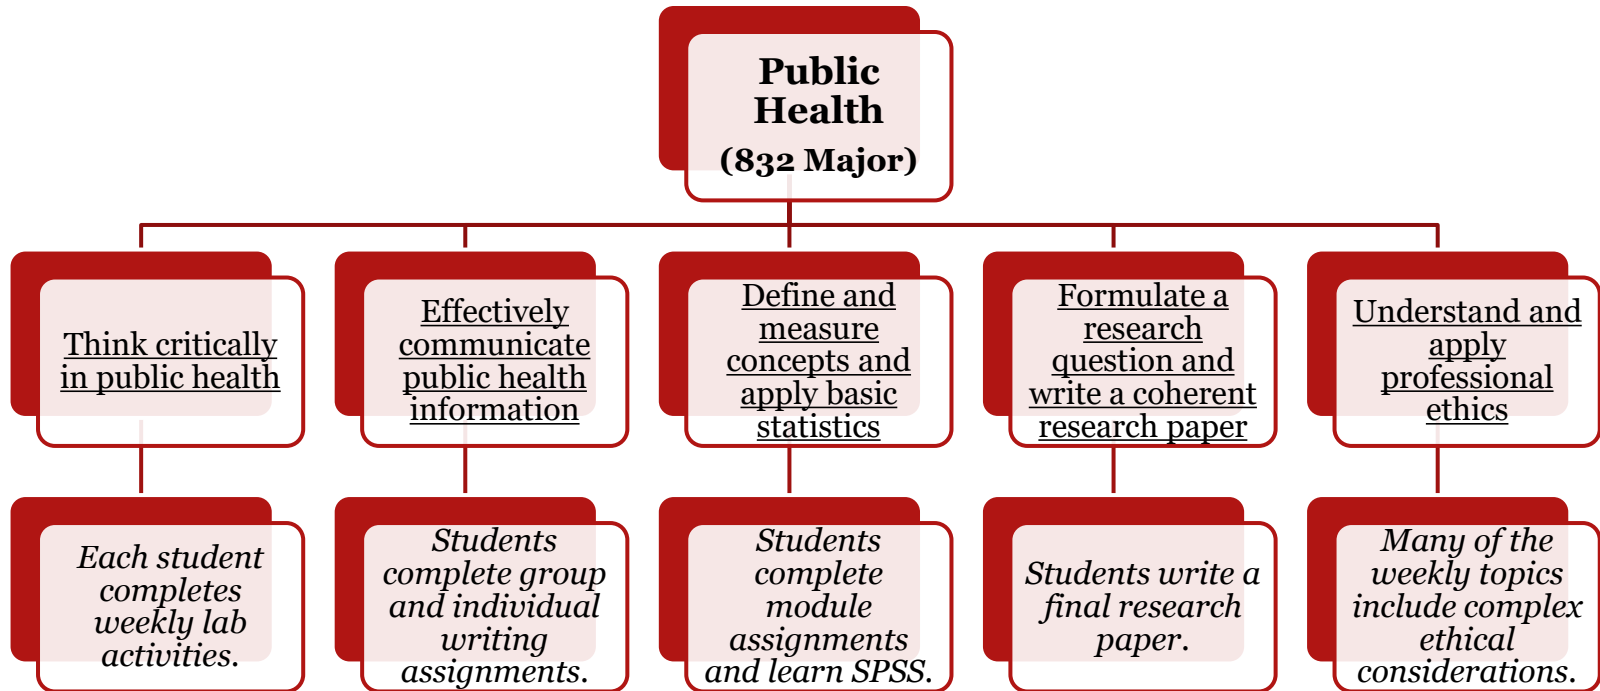 Public
Health
(832 Major)
Think critically
in public health
Effectively
communicate
public health
information
Define and
measure
concepts and
apply basic
statistics
Formulate a
research
question and
write a coherent
research paper
Understand and
apply
professional
ethics
Each student
completes
weekly lab
activities.
Students
complete group
and individual
writing
assignments.
Students
complete
module
assignments
and learn SPSS.
Students write a
final research
paper.
Many of the
weekly topics
include complex
ethical
considerations.